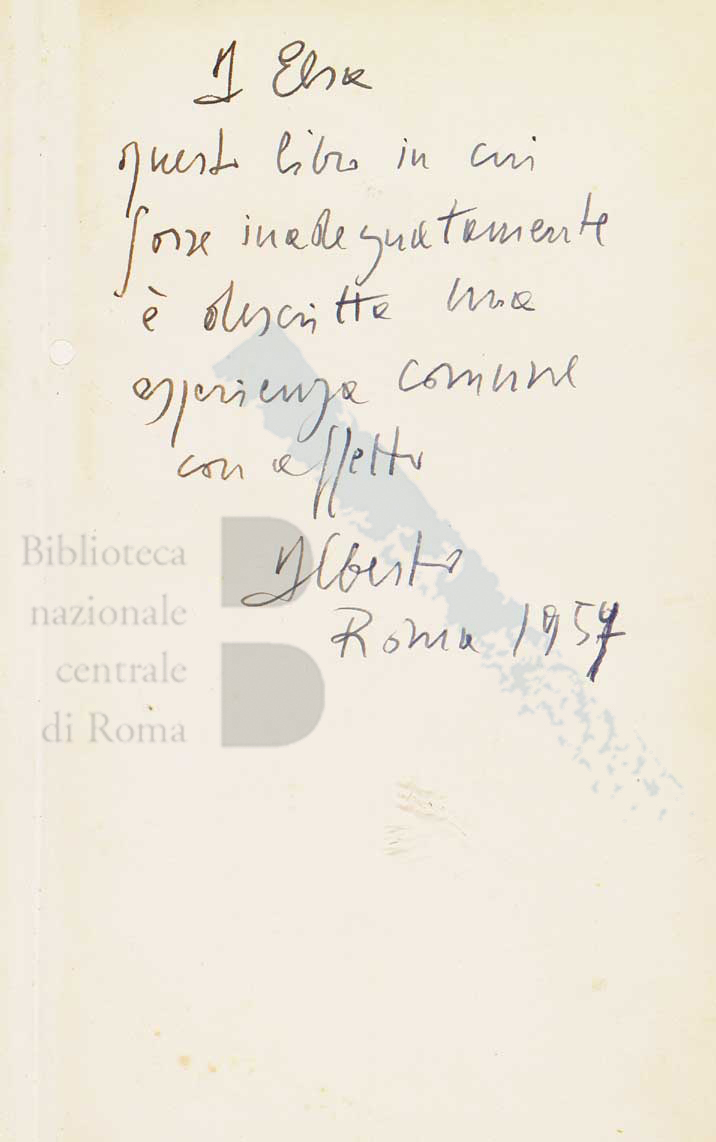 A Elsa
questo libro in cui
forse inadeguatamente
è descritta una
esperienza comune
con affetto
Alberto
Roma 1957
Biblioteca
nazionale
centrale
di Roma